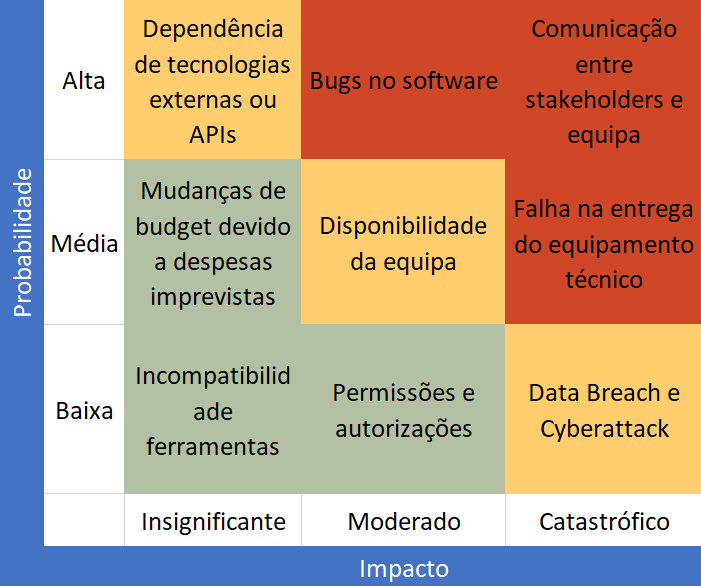 Probabilidade
Alta
Dependência
de tecnologias
externas ou
APIs
Bugs no software
Comunicação
entre
stakeholders e
equipa
Média
Mudanças de
budget devido
a despesas
imprevistas
Disponibilidade
da equipa
Falha na entrega
do equipamento
técnico
Baixa
Incompatibilid
ade
ferramentas
Permissões e
autorizações
Data Breach e
Cyberattack
Insignificante
Moderado
Catastrófico
Impacto